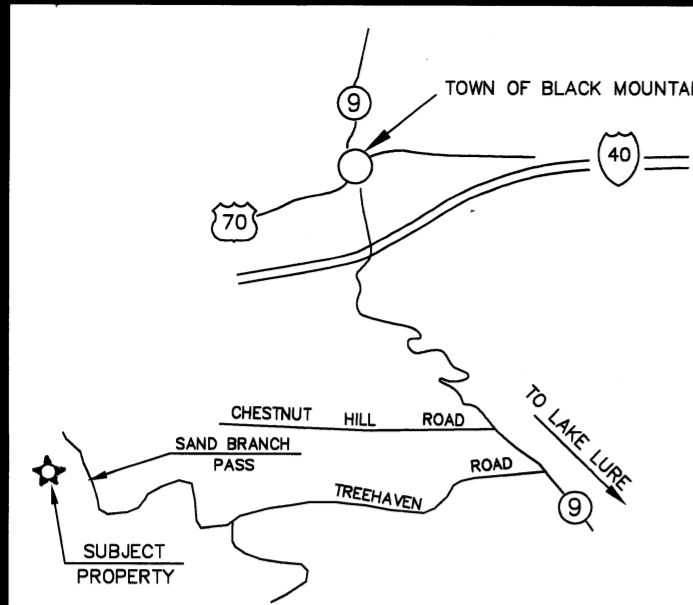 9
TOWN OF BLACK MOUNTAI
40
70
TO LAKE LURE
CHESTNUT HILL ROAD
SAND BRANCH
PASS
TREEHAVEN ROAD
9
SUBJECT
PROPERTY